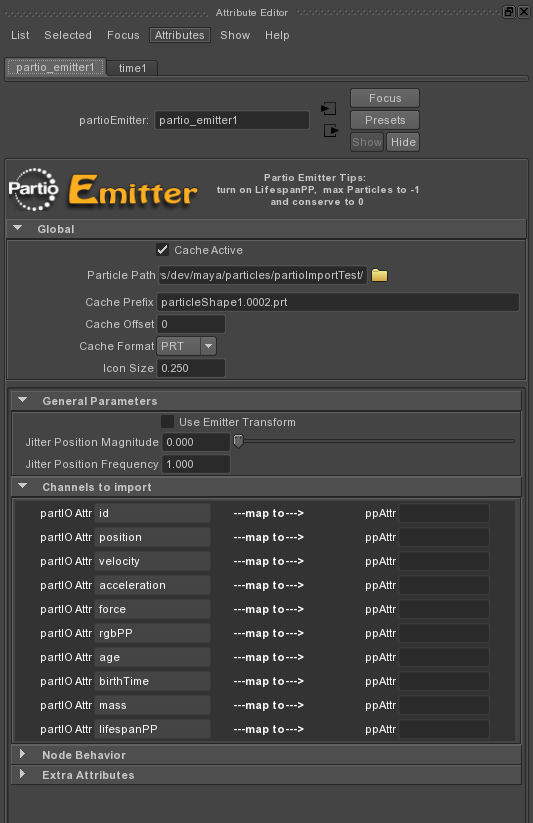 Attribute Editor
List Selected Focus Attributes Show Help
partio_emitter1 time1
Focus
partioEmitter: partio_emitter1 Presets
Show Hide
Partio Emitter
Partio Emitter Tips:
turn on LifespanPP, max Particles to -1
and conserve to 0
Global
Cache Active
Particle Path s/dev/maya/particles/partioImportTest/
Cache Prefix particleShape1.0002.prt
Cache Offset 0
Cache Format PRT
Icon Size 0.250
General Parameters
Use Emitter Transform
Jitter Position Magnitude 0.000
Jitter Position Frequency 1.000
Channels to import
partIO Attr id ---map to---> ppAttr
partIO Attr position ---map to---> ppAttr
partIO Attr velocity ---map to---> ppAttr
partIO Attr acceleration ---map to---> ppAttr
partIO Attr force ---map to---> ppAttr
partIO Attr rgbPP ---map to---> ppAttr
partIO Attr age ---map to---> ppAttr
partIO Attr birthTime ---map to---> ppAttr
partIO Attr mass ---map to---> ppAttr
partIO Attr lifespanPP ---map to---> ppAttr
Node Behavior
Extra Attributes